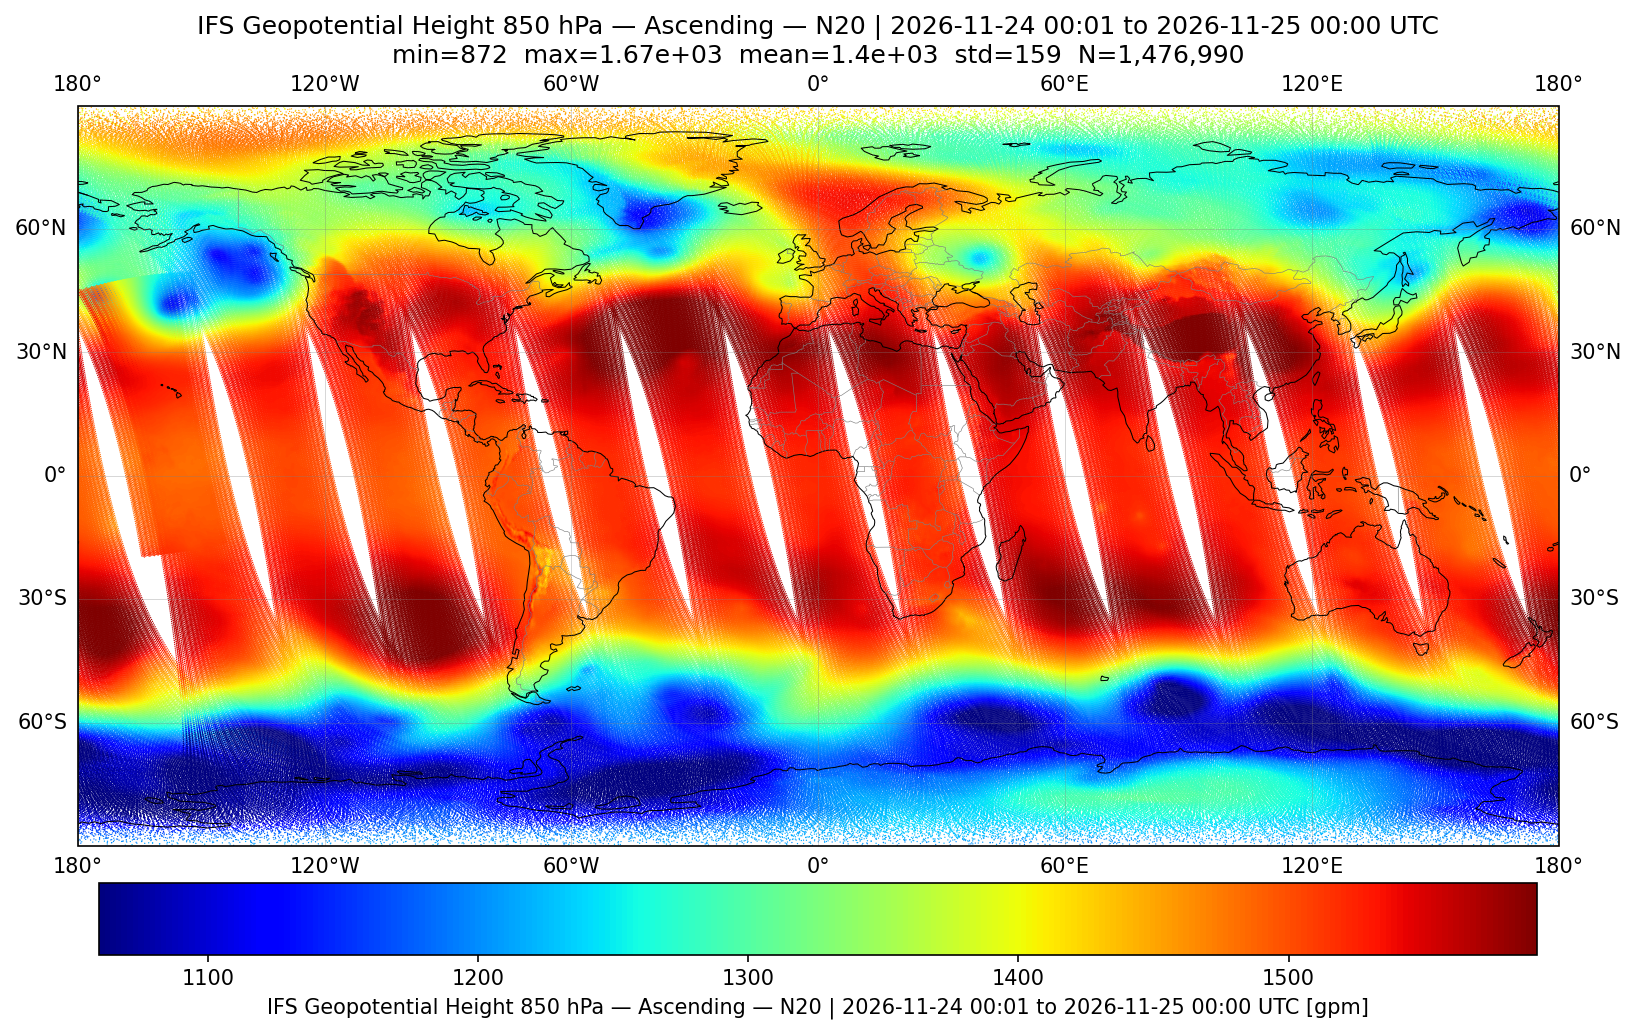 IFS Geopotential Height 850 hPa — Ascending — N20 | 2026-11-24 00:01 to 2026-11-25 00:00 UTC
min=872  max=1.67e+03  mean=1.4e+03  std=159  N=1,476,990
180° 120°W 60°W 0° 60°E 120°E 180°
60°N 60°N
30°N 30°N
0° 0°
30°S 30°S
60°S 60°S
180° 120°W 60°W 0° 60°E 120°E 180°
1100 1200 1300 1400 1500
IFS Geopotential Height 850 hPa — Ascending — N20 | 2026-11-24 00:01 to 2026-11-25 00:00 UTC [gpm]